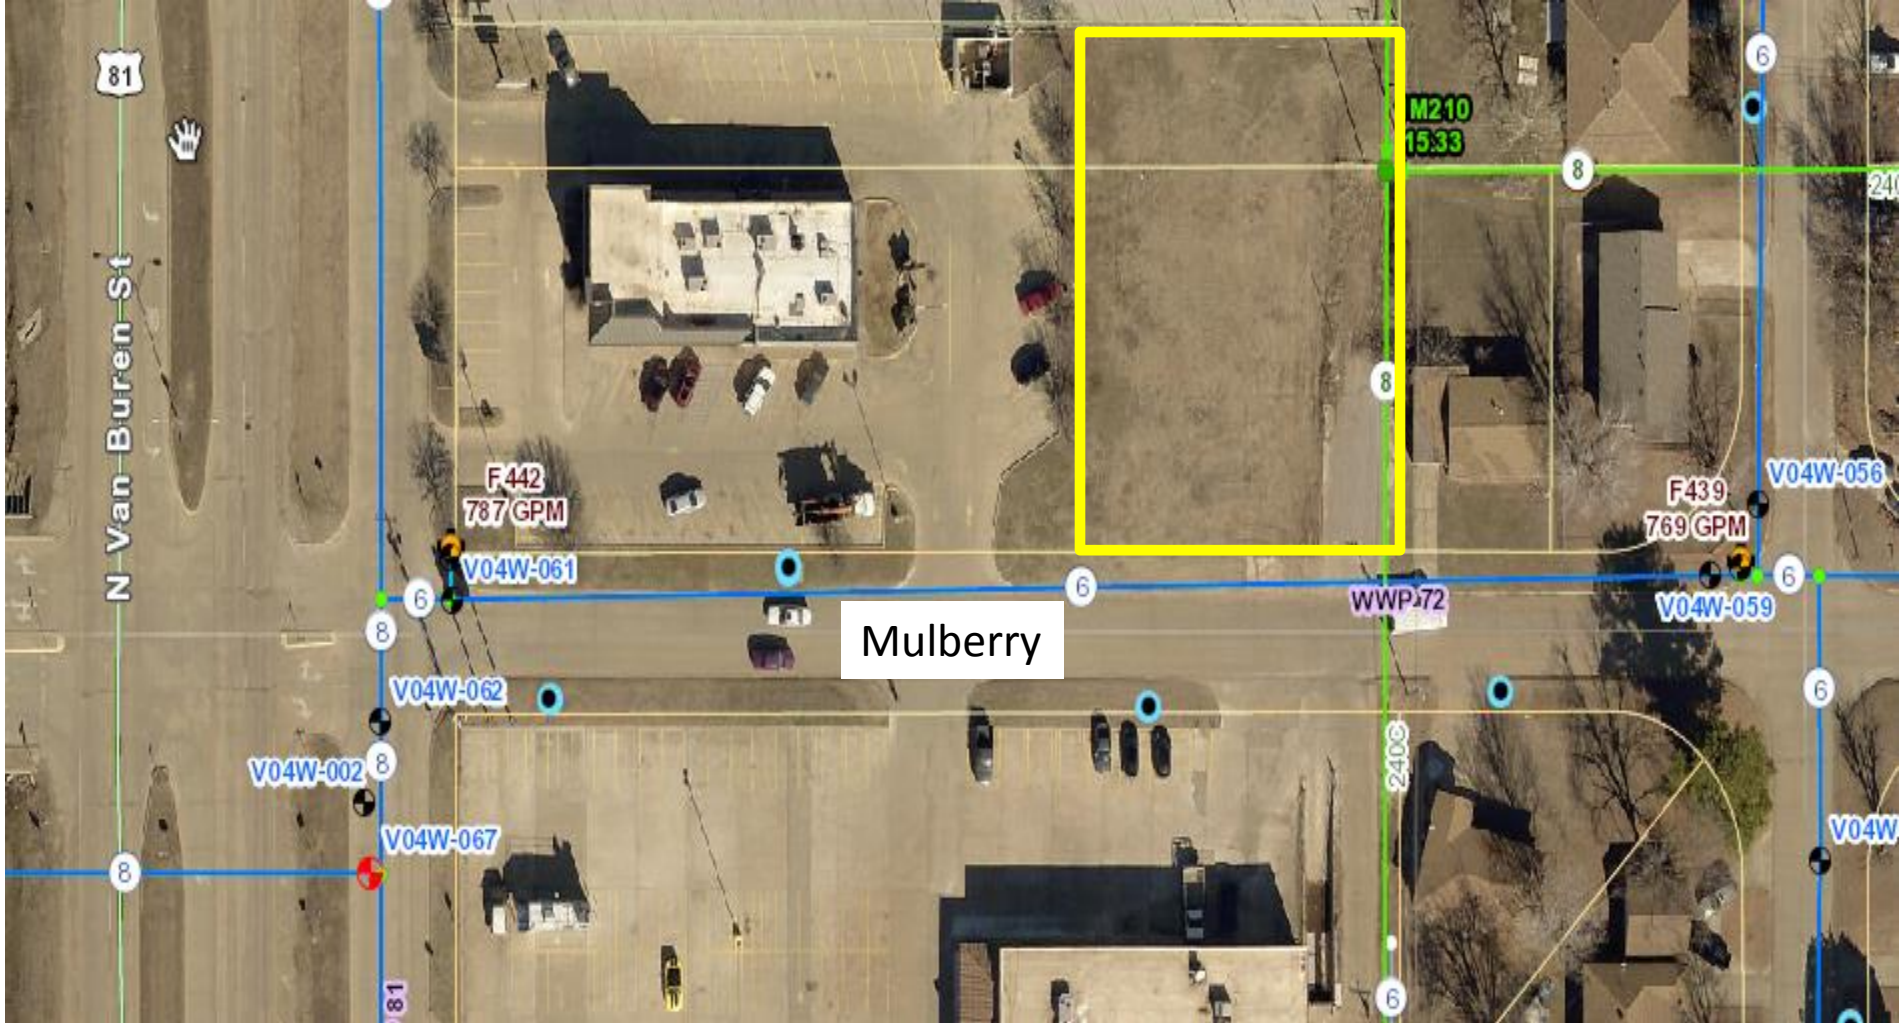 81
6
M210
15.33
8
240
N Van Buren St
8
F 442
787 GPM
V04W-056
F439
769 GPM
V04W-061
6
6
WWP-72
6
V04W-059
8
Mulberry
V04W-062
6
8
V04W-002
240C
V04W-067
V04W-
8
6
81